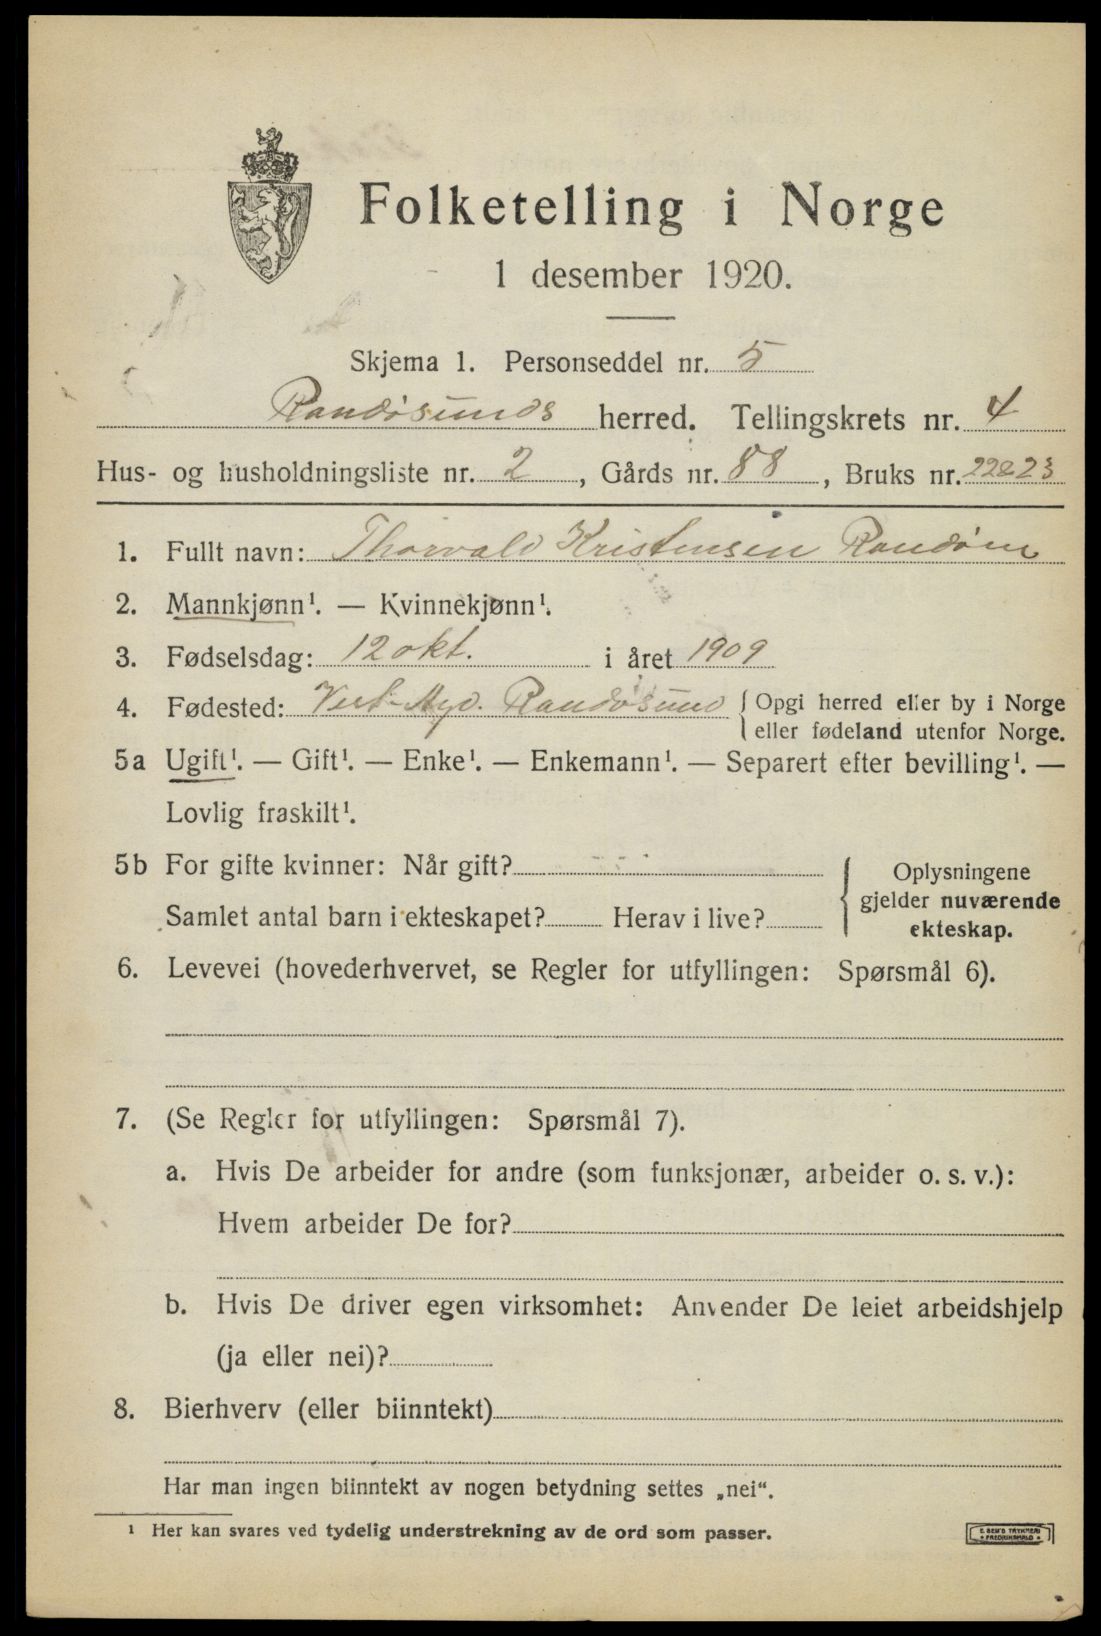 Folketelling i Norge
1 desember 1920.
Skjema 1. Personseddel nr. 5
Randøsunds herred. Tellingskrets nr. 4
Hus- og husholdningsliste nr. 2, Gårds nr. 88, Bruks nr. 22&23
1. Fullt navn: Thorvald Kristensen Randøen
2. Mannkjønn¹. — Kvinnekjønn¹.
3. Fødselsdag: 12 okt. i året 1909
4. Fødested: Randøsund { Opgi herred eller by i Norge
eller fødeland utenfor Norge.
5a Ugift¹. — Gift¹. — Enke¹. — Enkemann¹. — Separert efter bevilling¹. —
Lovlig fraskilt¹.
5b For gifte kvinner: Når gift?
Samlet antal barn i ekteskapet? Herav i live?
{ Oplysningene
gjelder nuværende
ekteskap.
6. Levevei (hovederhvervet, se Regler for utfyllingen: Spørsmål 6).
7. (Se Regler for utfyllingen: Spørsmål 7).
a. Hvis De arbeider for andre (som funksjonær, arbeider o. s. v.):
Hvem arbeider De for?
b. Hvis De driver egen virksomhet: Anvender De leiet arbeidshjelp
(ja eller nei)?
8. Bierhverv (eller biinntekt)
Har man ingen biinntekt av nogen betydning settes „nei“.
¹ Her kan svares ved tydelig understrekning av de ord som passer.
E. SEM'S TRYKKERI
FREDRIKSHALD